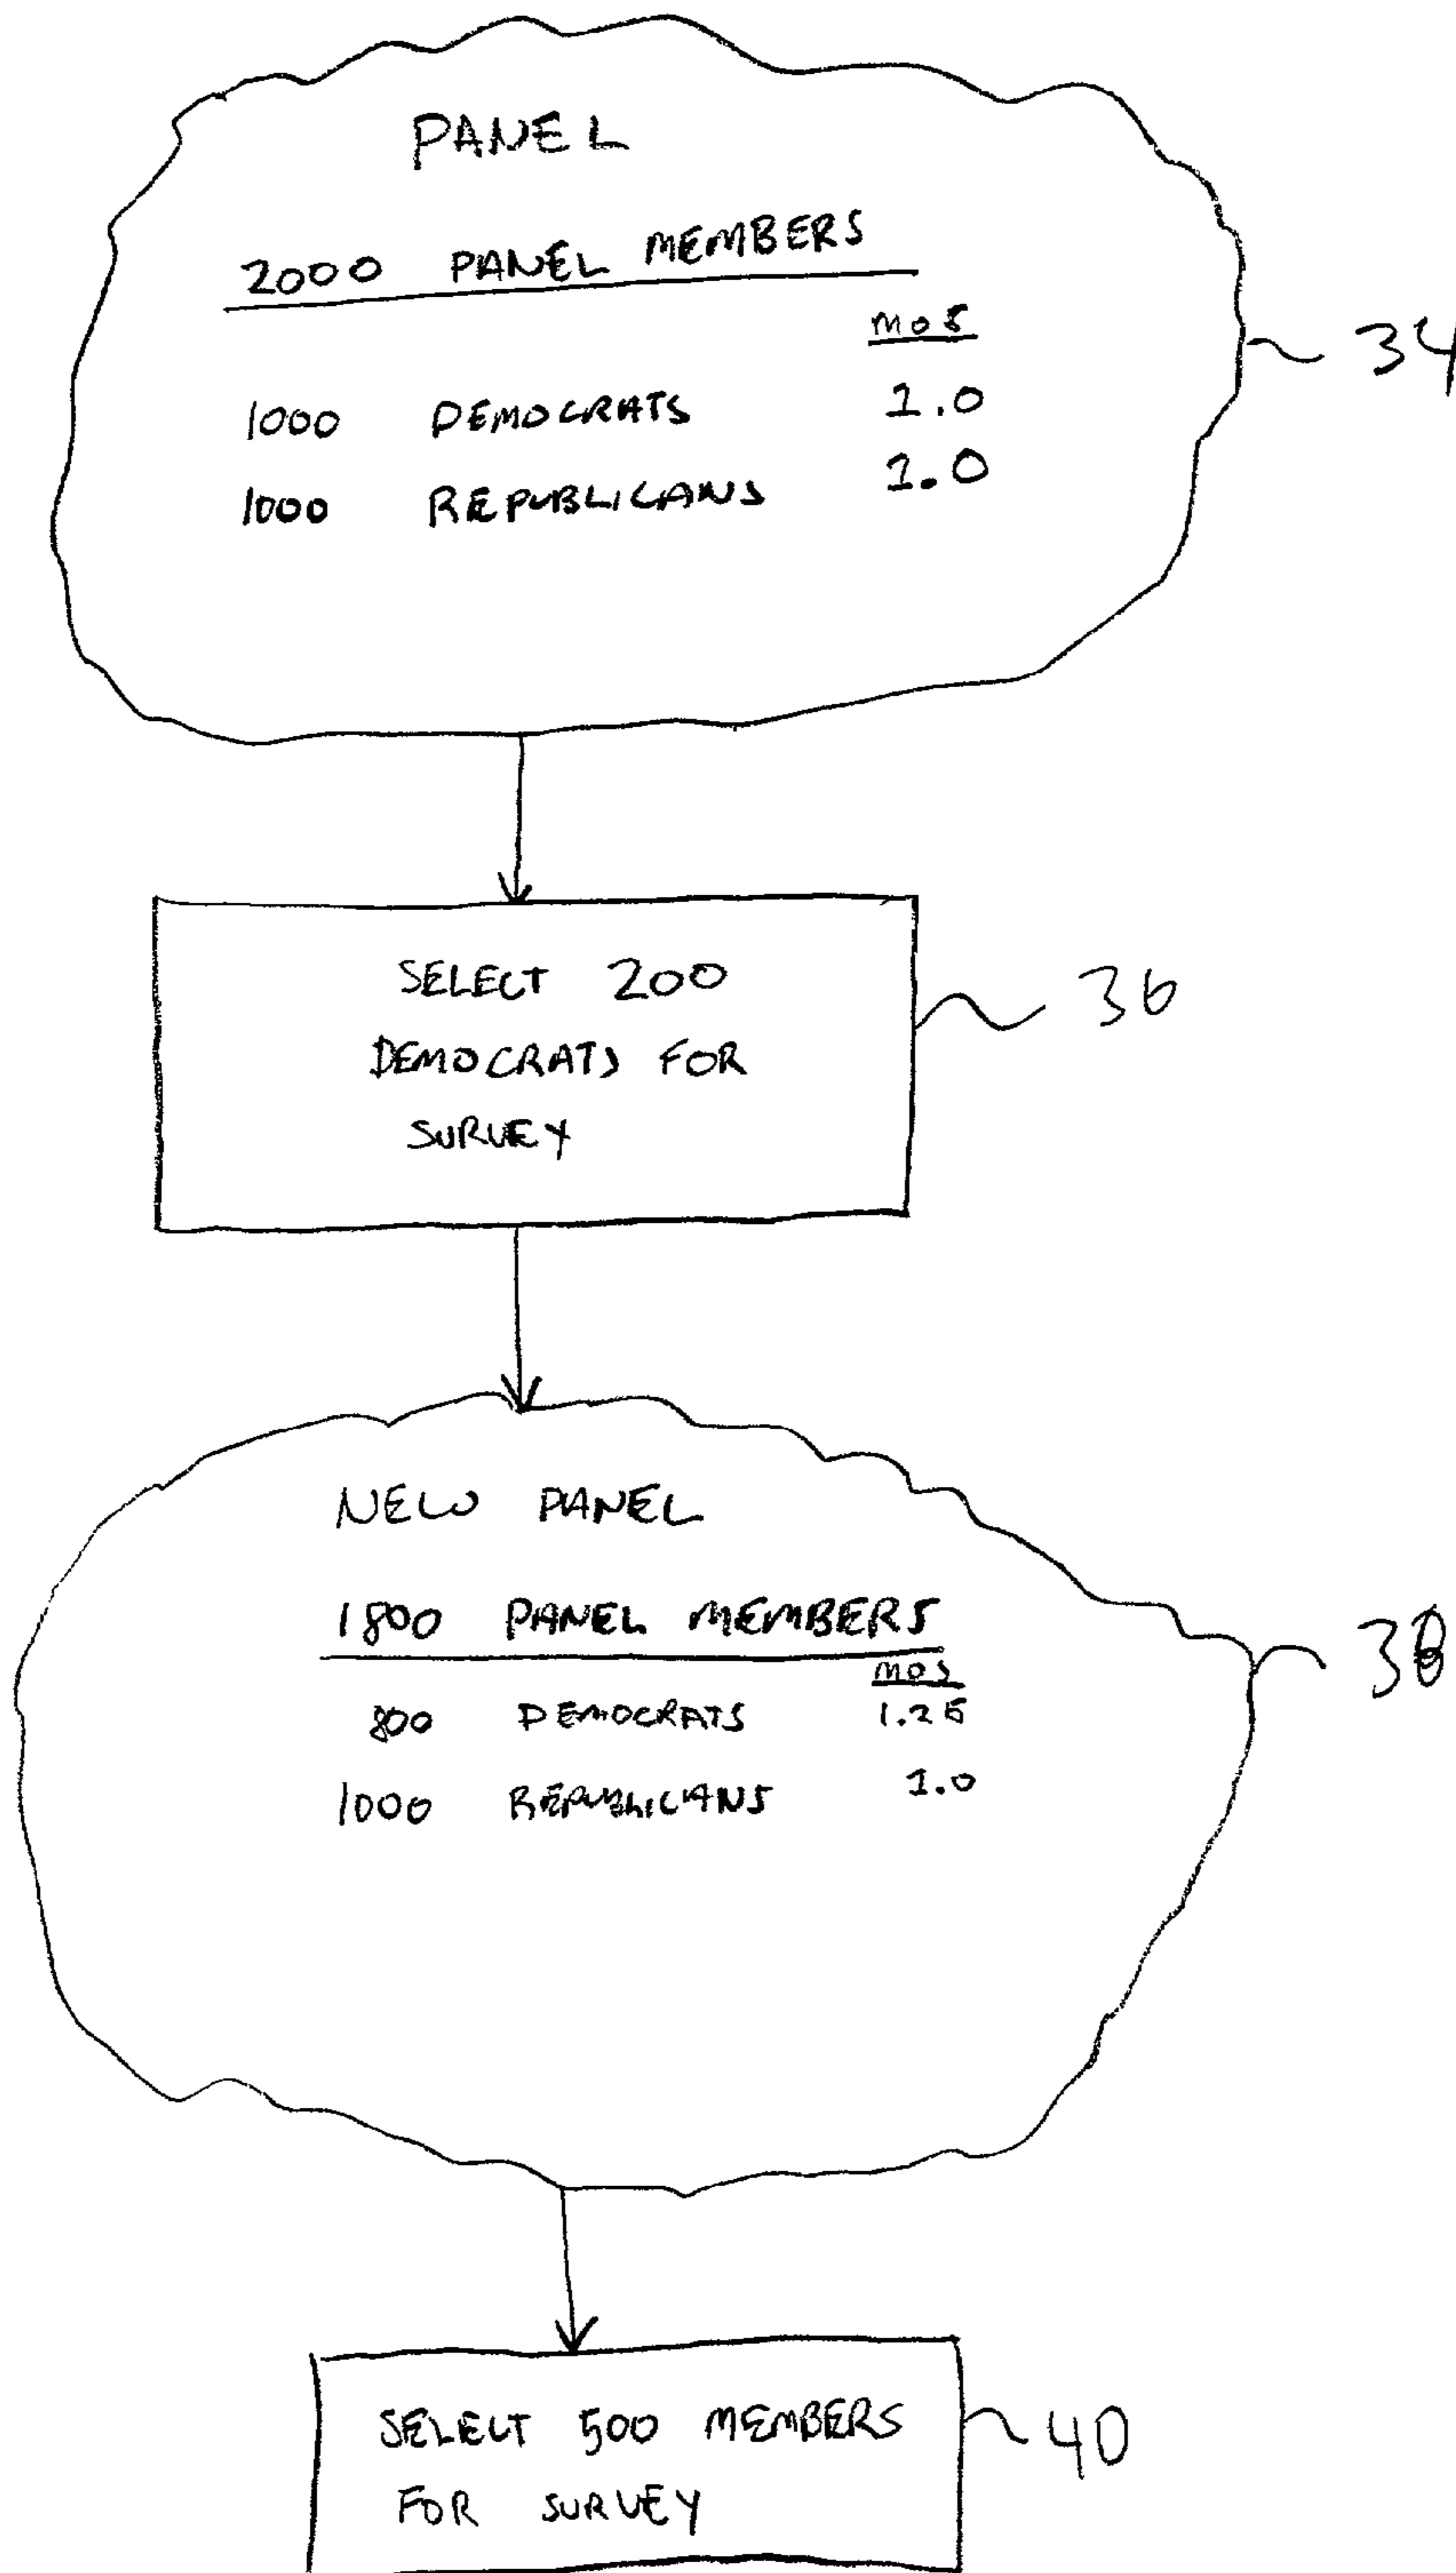 PANEL
2000 PANEL MEMBERS
MOS
1000 DEMOCRATS 1.0
1000 REPUBLICANS 1.0
34
SELECT 200
DEMOCRATS FOR
SURVEY
36
NEW PANEL
1800 PANEL MEMBERS
MOS
800 DEMOCRATS 1.25
1000 REPUBLICANS 1.0
38
SELECT 500 MEMBERS
FOR SURVEY
40